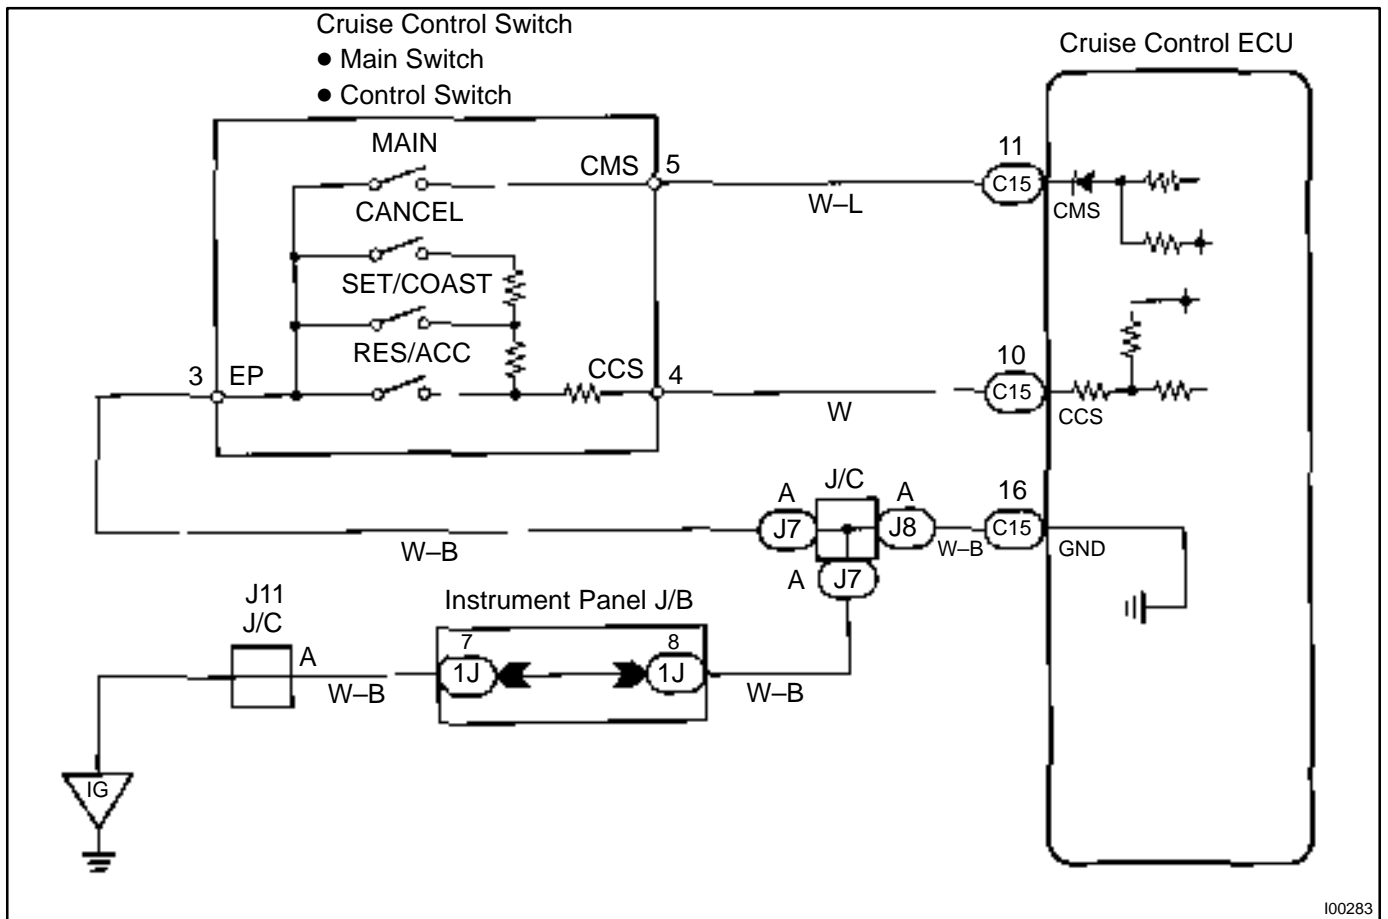 Cruise Control Switch
● Main Switch
● Control Switch
Cruise Control ECU
MAIN
CMS 5
11
C15
CMS
W–L
CANCEL
SET/COAST
RES/ACC
3 EP
CCS 4
10
C15
CCS
W
J/C
A
J7
A
J8
16
C15
GND
W–B
W–B
A
J7
J11
J/C
A
W–B
Instrument Panel J/B
7
1J
8
1J
W–B
IG
I00283